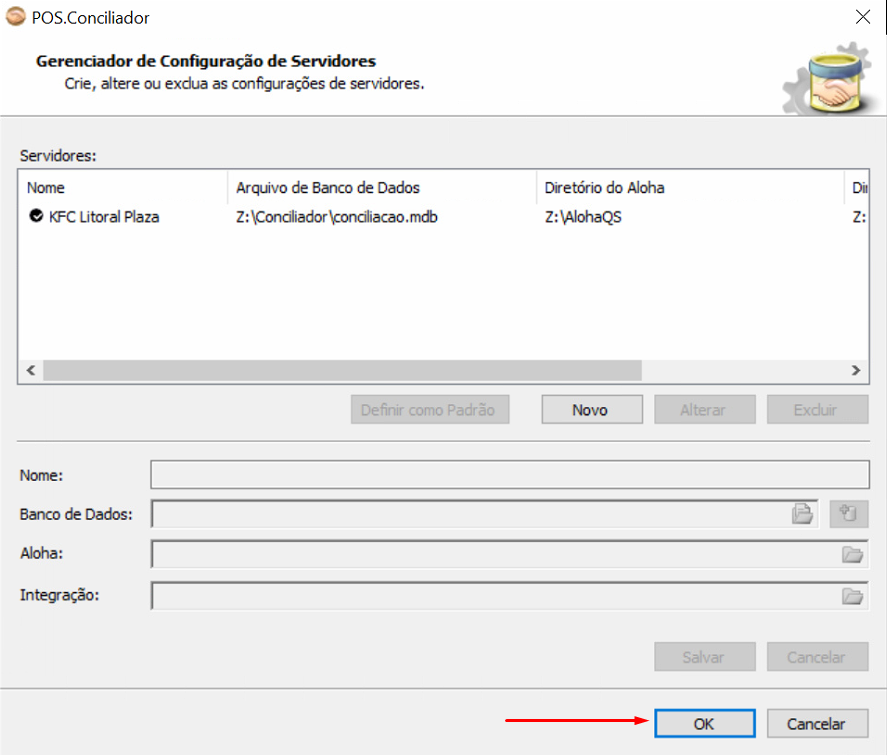 POS.Conciliador
Gerenciador de Configuração de Servidores
Crie, altere ou exclua as configurações de servidores.
Servidores:
Nome Arquivo de Banco de Dados Diretório do Aloha Dir
KFC Litoral Plaza Z:\Conciliador\conciliacao.mdb Z:\AlohaQS Z:
Definir como Padrão Novo Alterar Excluir
Nome:
Banco de Dados:
Aloha:
Integração:
Salvar Cancelar
OK Cancelar